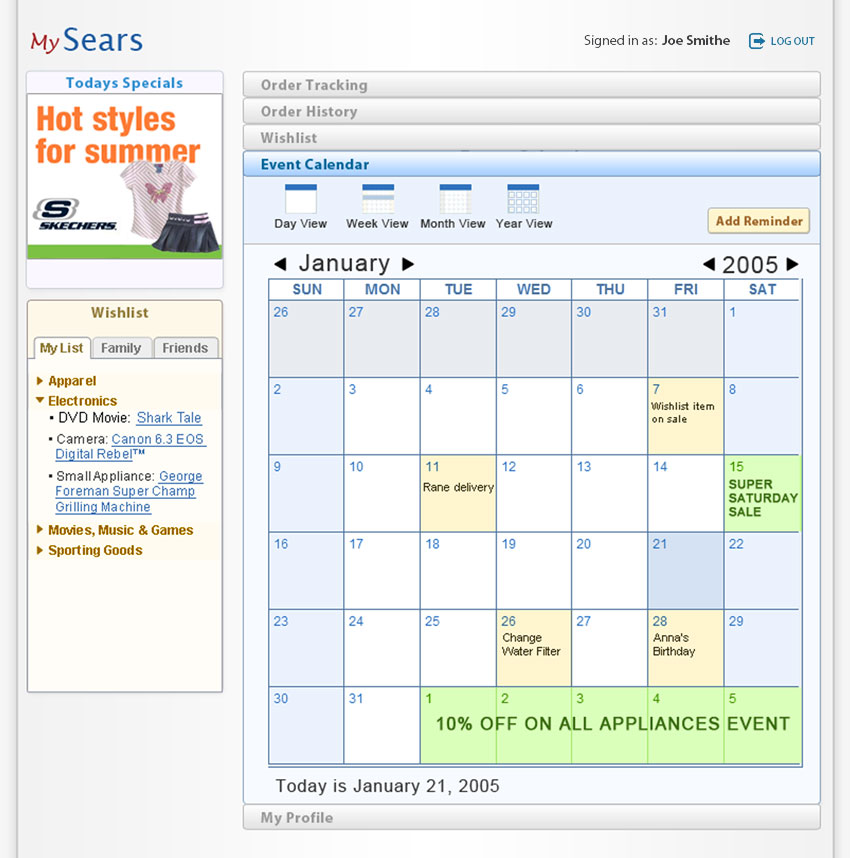 My Sears
Signed in as: Joe Smithe
LOG OUT
Todays Specials
Hot styles
for summer
S
SKECHERS.
Wishlist
My List Family Friends
Apparel
Electronics
DVD Movie: Shark Tale
Camera: Canon 6.3 EOS
Digital Rebel™
Small Appliance: George
Foreman Super Champ
Grilling Machine
Movies, Music & Games
Sporting Goods
Order Tracking
Order History
Wishlist
Event Calendar
Day View Week View Month View Year View
Add Reminder
January 2005
SUN MON TUE WED THU FRI SAT
26 27 28 29 30 31 1
2 3 4 5 6 7 8
Wishlist item
on sale
9 10 11 12 13 14 15
Rane delivery
SUPER
SATURDAY
SALE
16 17 18 19 20 21 22
23 24 25 26 27 28 29
Change
Water Filter
Anna's
Birthday
30 31 1 2 3 4 5
10% OFF ON ALL APPLIANCES EVENT
Today is January 21, 2005
My Profile